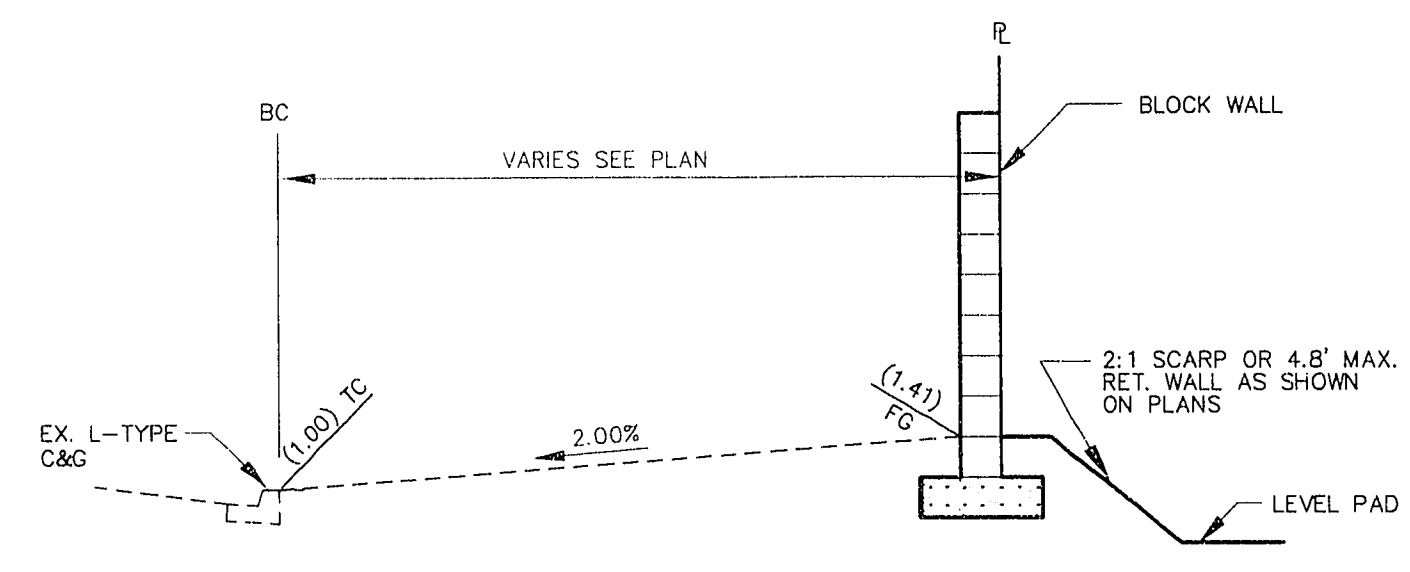 PL
BC
BLOCK WALL
VARIES SEE PLAN
2:1 SCARP OR 4.8' MAX.
RET. WALL AS SHOWN
ON PLANS
(1.41)
FG
(1.00) TC
2.00%
EX. L-TYPE
C&G
LEVEL PAD